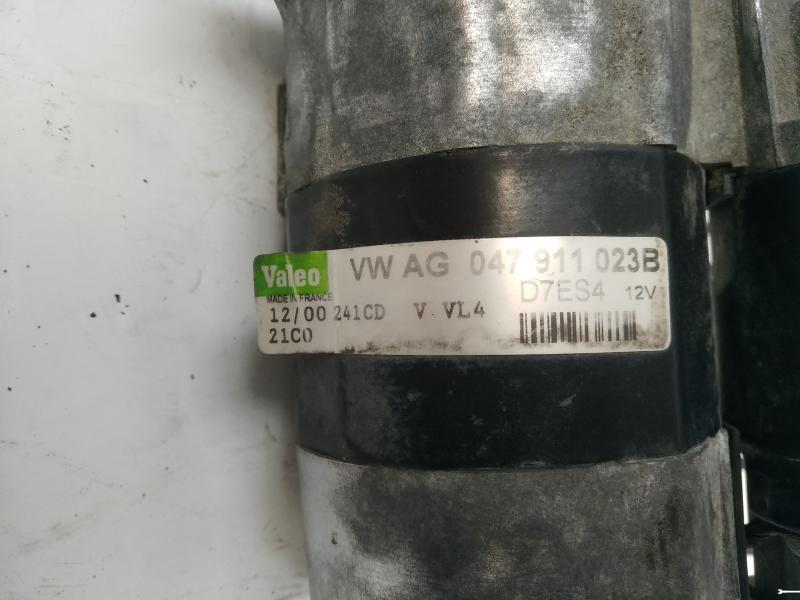 Valeo VW AG 047 911 023B
MADE IN FRANCE D7ES4 12V
12/00 241CD V VL4
21C0